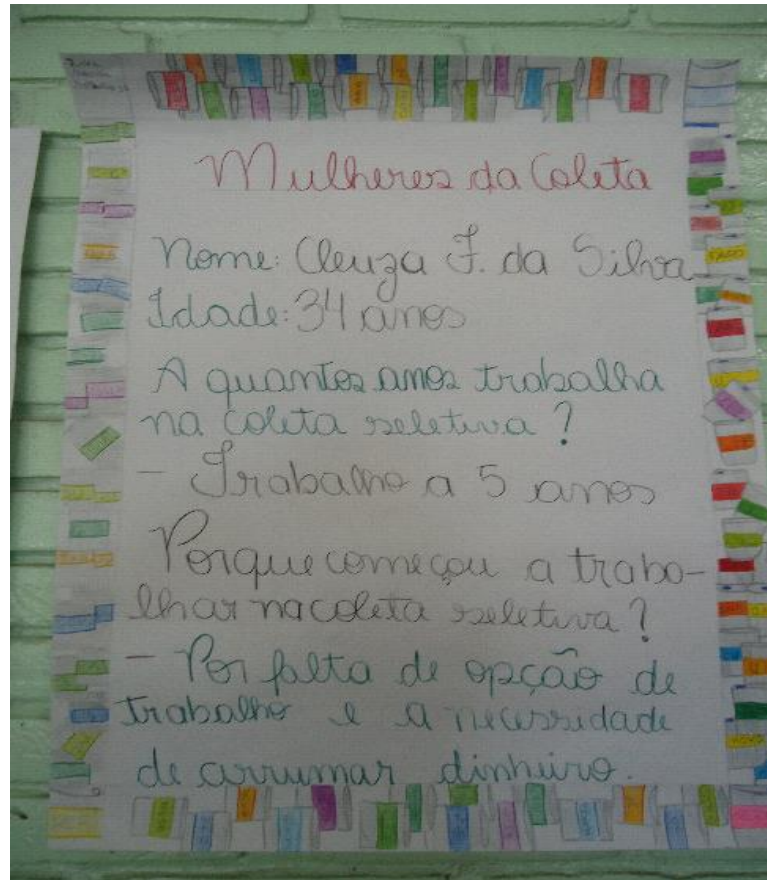 Mulheres da Coleta
Nome: Cleuza F. da Silva
Idade: 34 anos
A quantos anos trabalha
na coleta seletiva?
- Trabalho a 5 anos
Porque começou a traba-
lhar na coleta seletiva?
- Por falta de opção de
trabalho e a necessidade
de arrumar dinheiro.